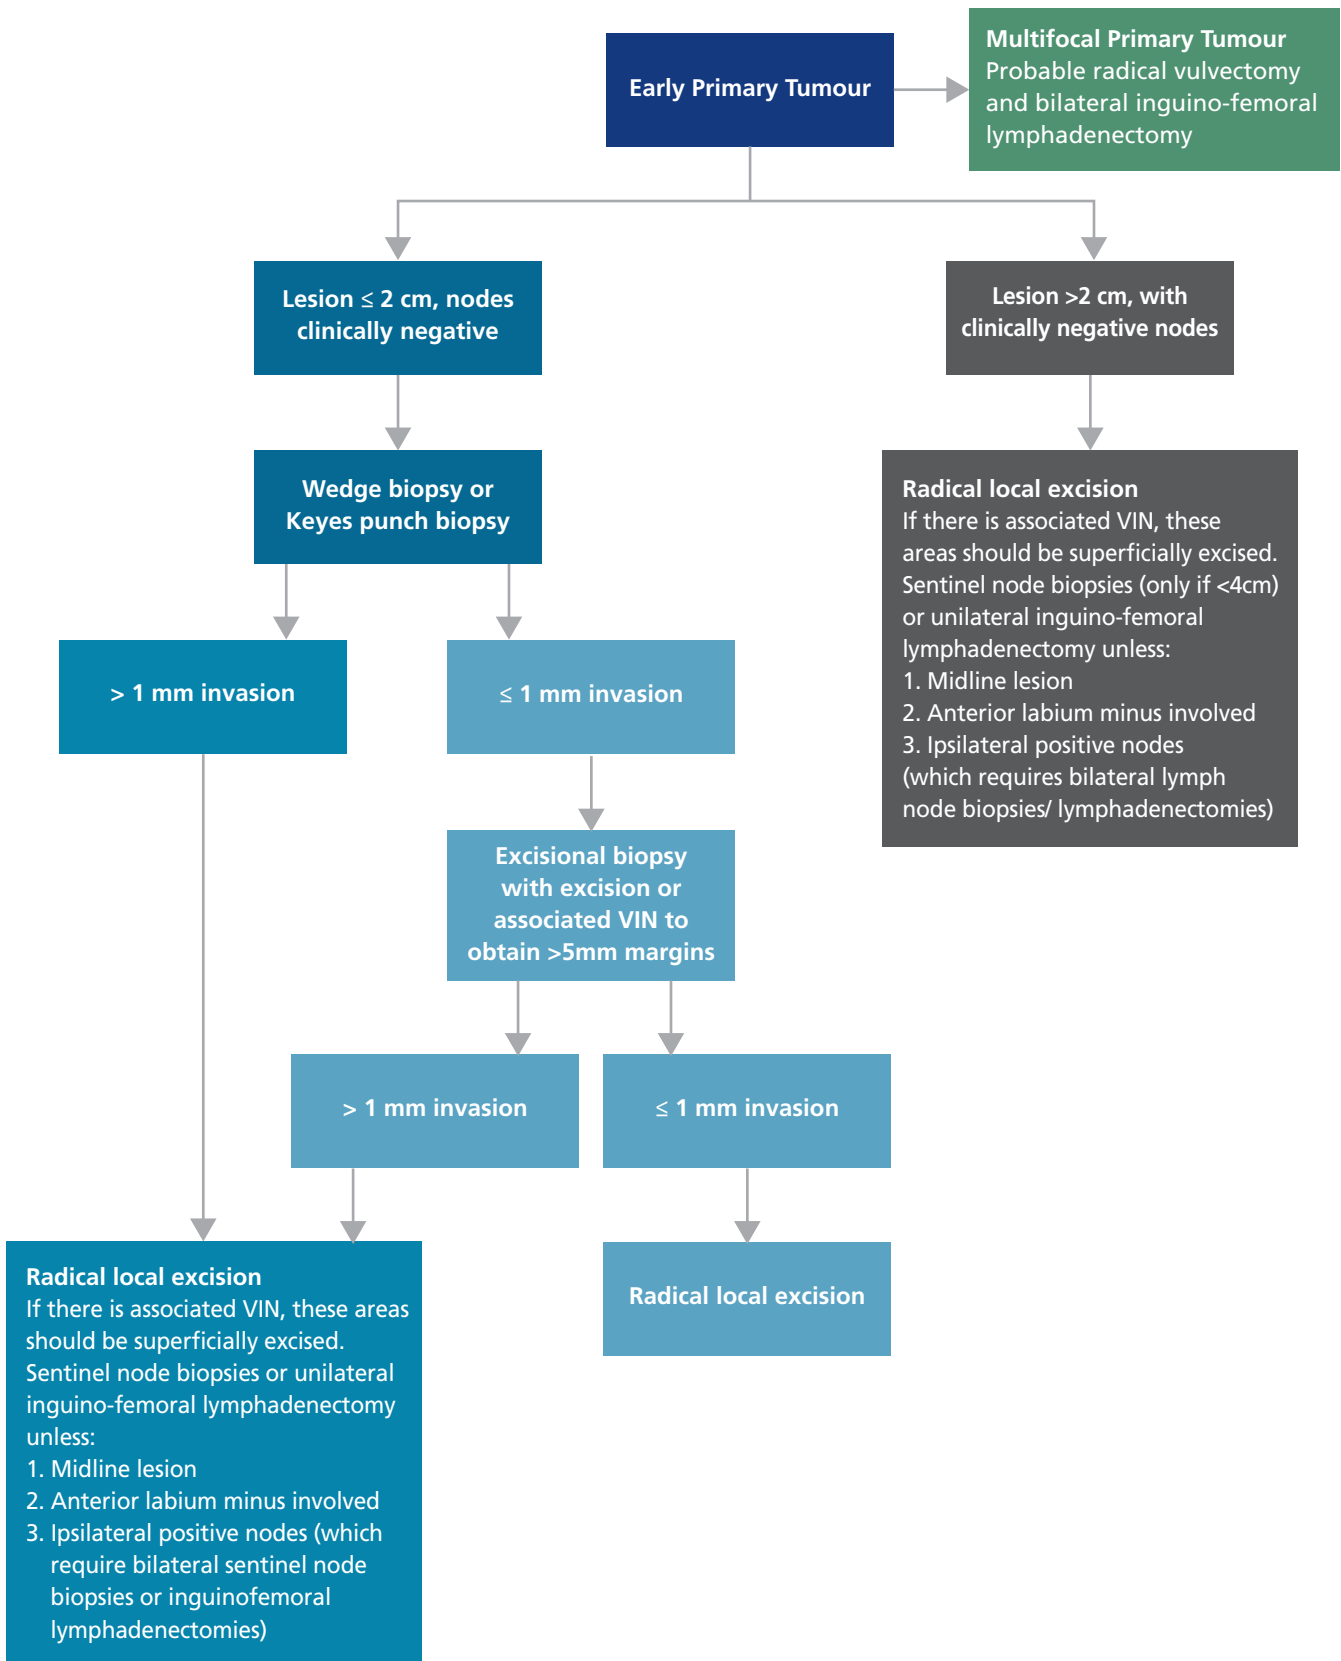 Early Primary Tumour
Multifocal Primary Tumour
Probable radical vulvectomy
and bilateral inguino-femoral
lymphadenectomy
Lesion ≤ 2 cm, nodes
clinically negative
Lesion >2 cm, with
clinically negative nodes
Wedge biopsy or
Keyes punch biopsy
Radical local excision
If there is associated VIN, these
areas should be superficially excised.
Sentinel node biopsies (only if <4cm)
or unilateral inguino-femoral
lymphadenectomy unless:
1. Midline lesion
2. Anterior labium minus involved
3. Ipsilateral positive nodes
(which requires bilateral lymph
node biopsies/ lymphadenectomies)
> 1 mm invasion
≤ 1 mm invasion
Excisional biopsy
with excision or
associated VIN to
obtain >5mm margins
> 1 mm invasion
≤ 1 mm invasion
Radical local excision
If there is associated VIN, these areas
should be superficially excised.
Sentinel node biopsies or unilateral
inguino-femoral lymphadenectomy
unless:
1. Midline lesion
2. Anterior labium minus involved
3. Ipsilateral positive nodes (which
require bilateral sentinel node
biopsies or inguinofemoral
lymphadenectomies)
Radical local excision